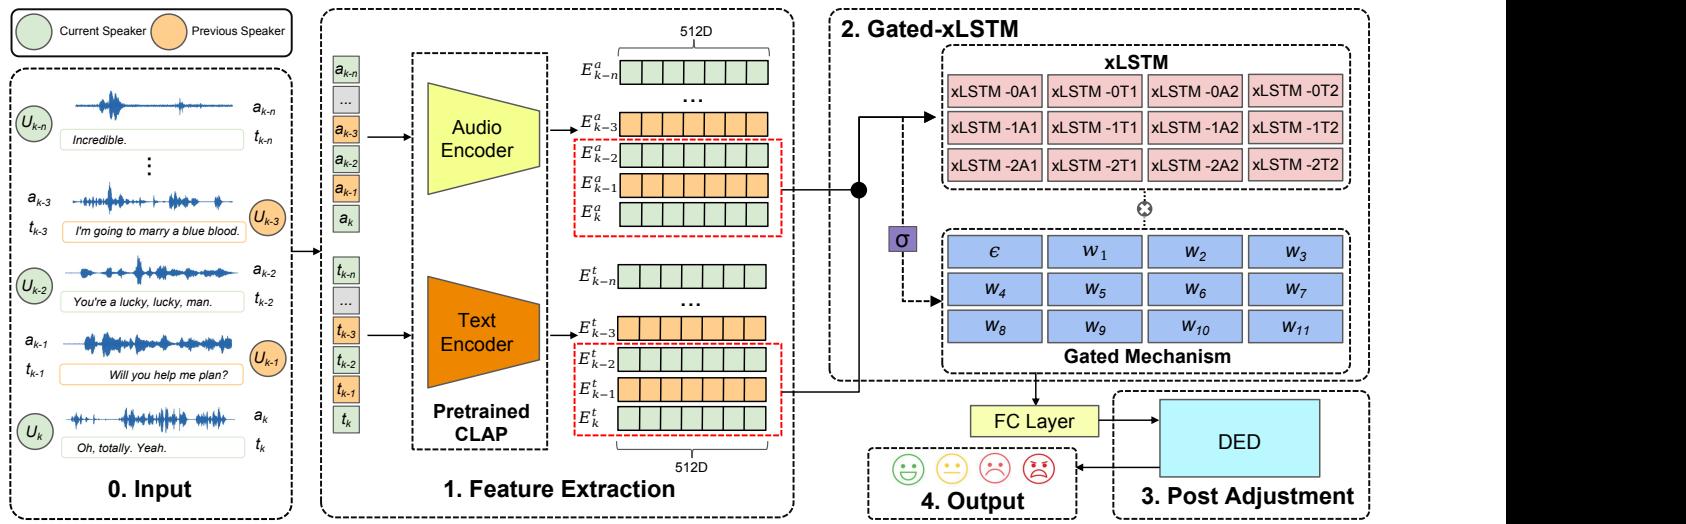 Current Speaker
Previous Speaker
U_{k-n}
a_{k-n}
t_{k-n}
Incredible.
⋮
a_{k-3}
t_{k-3}
U_{k-3}
I'm going to marry a blue blood.
U_{k-2}
a_{k-2}
t_{k-2}
You're a lucky, lucky, man.
a_{k-1}
t_{k-1}
U_{k-1}
Will you help me plan?
U_k
a_k
t_k
Oh, totally. Yeah.
0. Input
a_{k-n}
...
a_{k-3}
a_{k-2}
a_{k-1}
a_k
t_{k-n}
...
t_{k-3}
t_{k-2}
t_{k-1}
t_k
Audio
Encoder
Text
Encoder
Pretrained
CLAP
512D
E^a_{k-n}
...
E^a_{k-3}
E^a_{k-2}
E^a_{k-1}
E^a_k
E^t_{k-n}
...
E^t_{k-3}
E^t_{k-2}
E^t_{k-1}
E^t_k
512D
1. Feature Extraction
2. Gated-xLSTM
xLSTM
xLSTM -0A1 xLSTM -0T1 xLSTM -0A2 xLSTM -0T2
xLSTM -1A1 xLSTM -1T1 xLSTM -1A2 xLSTM -1T2
xLSTM -2A1 xLSTM -2T1 xLSTM -2A2 xLSTM -2T2
σ
ϵ w_1 w_2 w_3
w_4 w_5 w_6 w_7
w_8 w_9 w_{10} w_{11}
Gated Mechanism
FC Layer
DED
3. Post Adjustment
4. Output